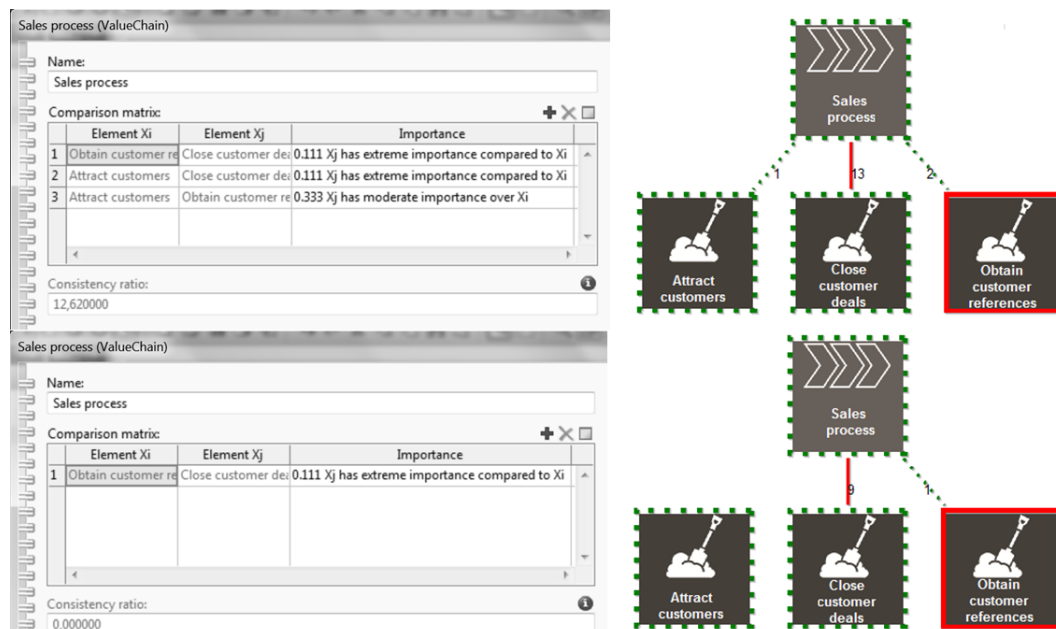 Sales process (ValueChain)
Name:
Sales process
Comparison matrix:
Element Xi Element Xj Importance
1 Obtain customer re Close customer dea 0.111 Xj has extreme importance compared to Xi
2 Attract customers Close customer dea 0.111 Xj has extreme importance compared to Xi
3 Attract customers Obtain customer re 0.333 Xj has moderate importance over Xi
Consistency ratio:
12,620000
Sales
process
1 13 2
Attract
customers
Close
customer
deals
Obtain
customer
references
Sales process (ValueChain)
Name:
Sales process
Comparison matrix:
Element Xi Element Xj Importance
1 Obtain customer re Close customer dea 0.111 Xj has extreme importance compared to Xi
Consistency ratio:
0,000000
Sales
process
9 1
Attract
customers
Close
customer
deals
Obtain
customer
references